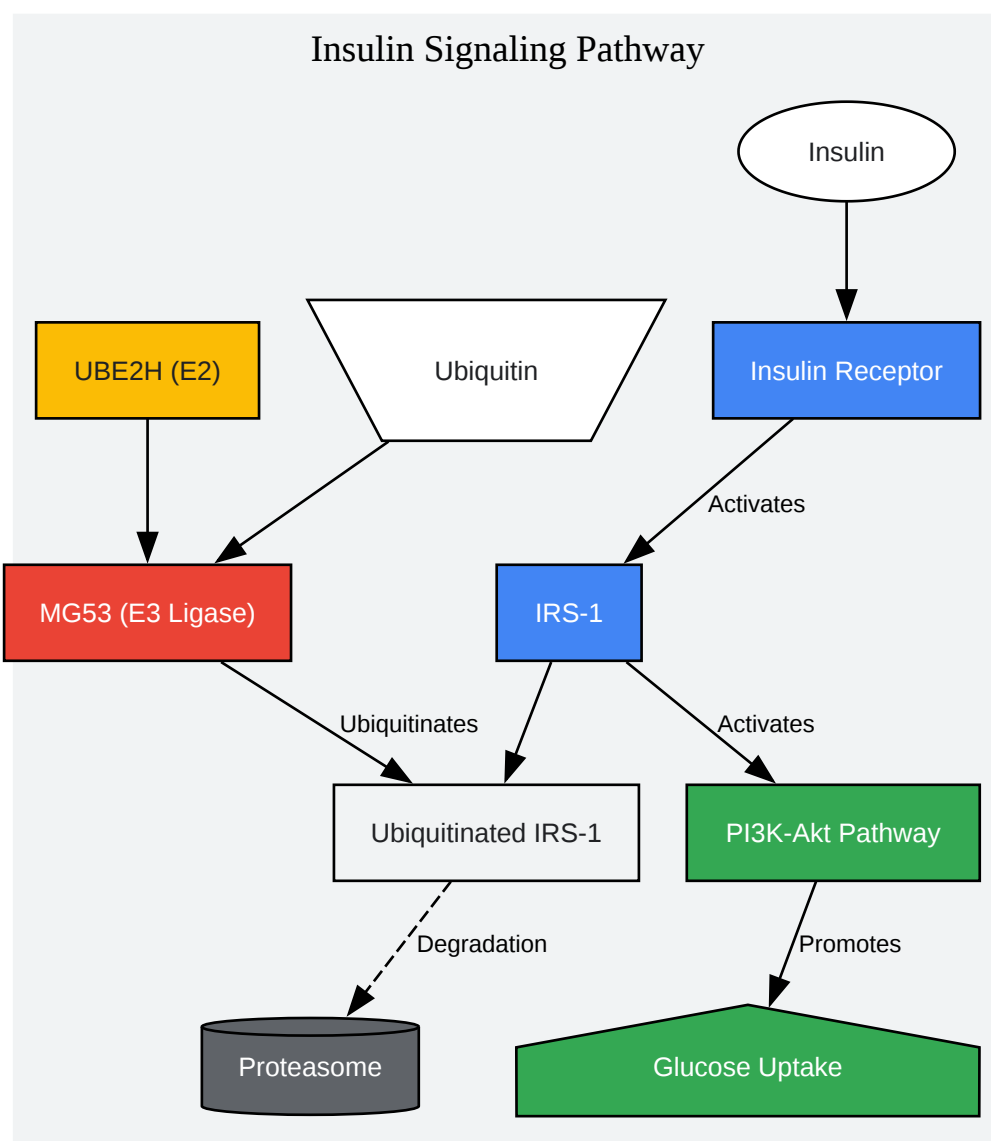 Insulin Signaling Pathway
Insulin
UBE2H (E2)
Ubiquitin
Insulin Receptor
Activates
MG53 (E3 Ligase)
IRS-1
Ubiquitinates
Activates
Ubiquitinated IRS-1
PI3K-Akt Pathway
Degradation
Promotes
Proteasome
Glucose Uptake